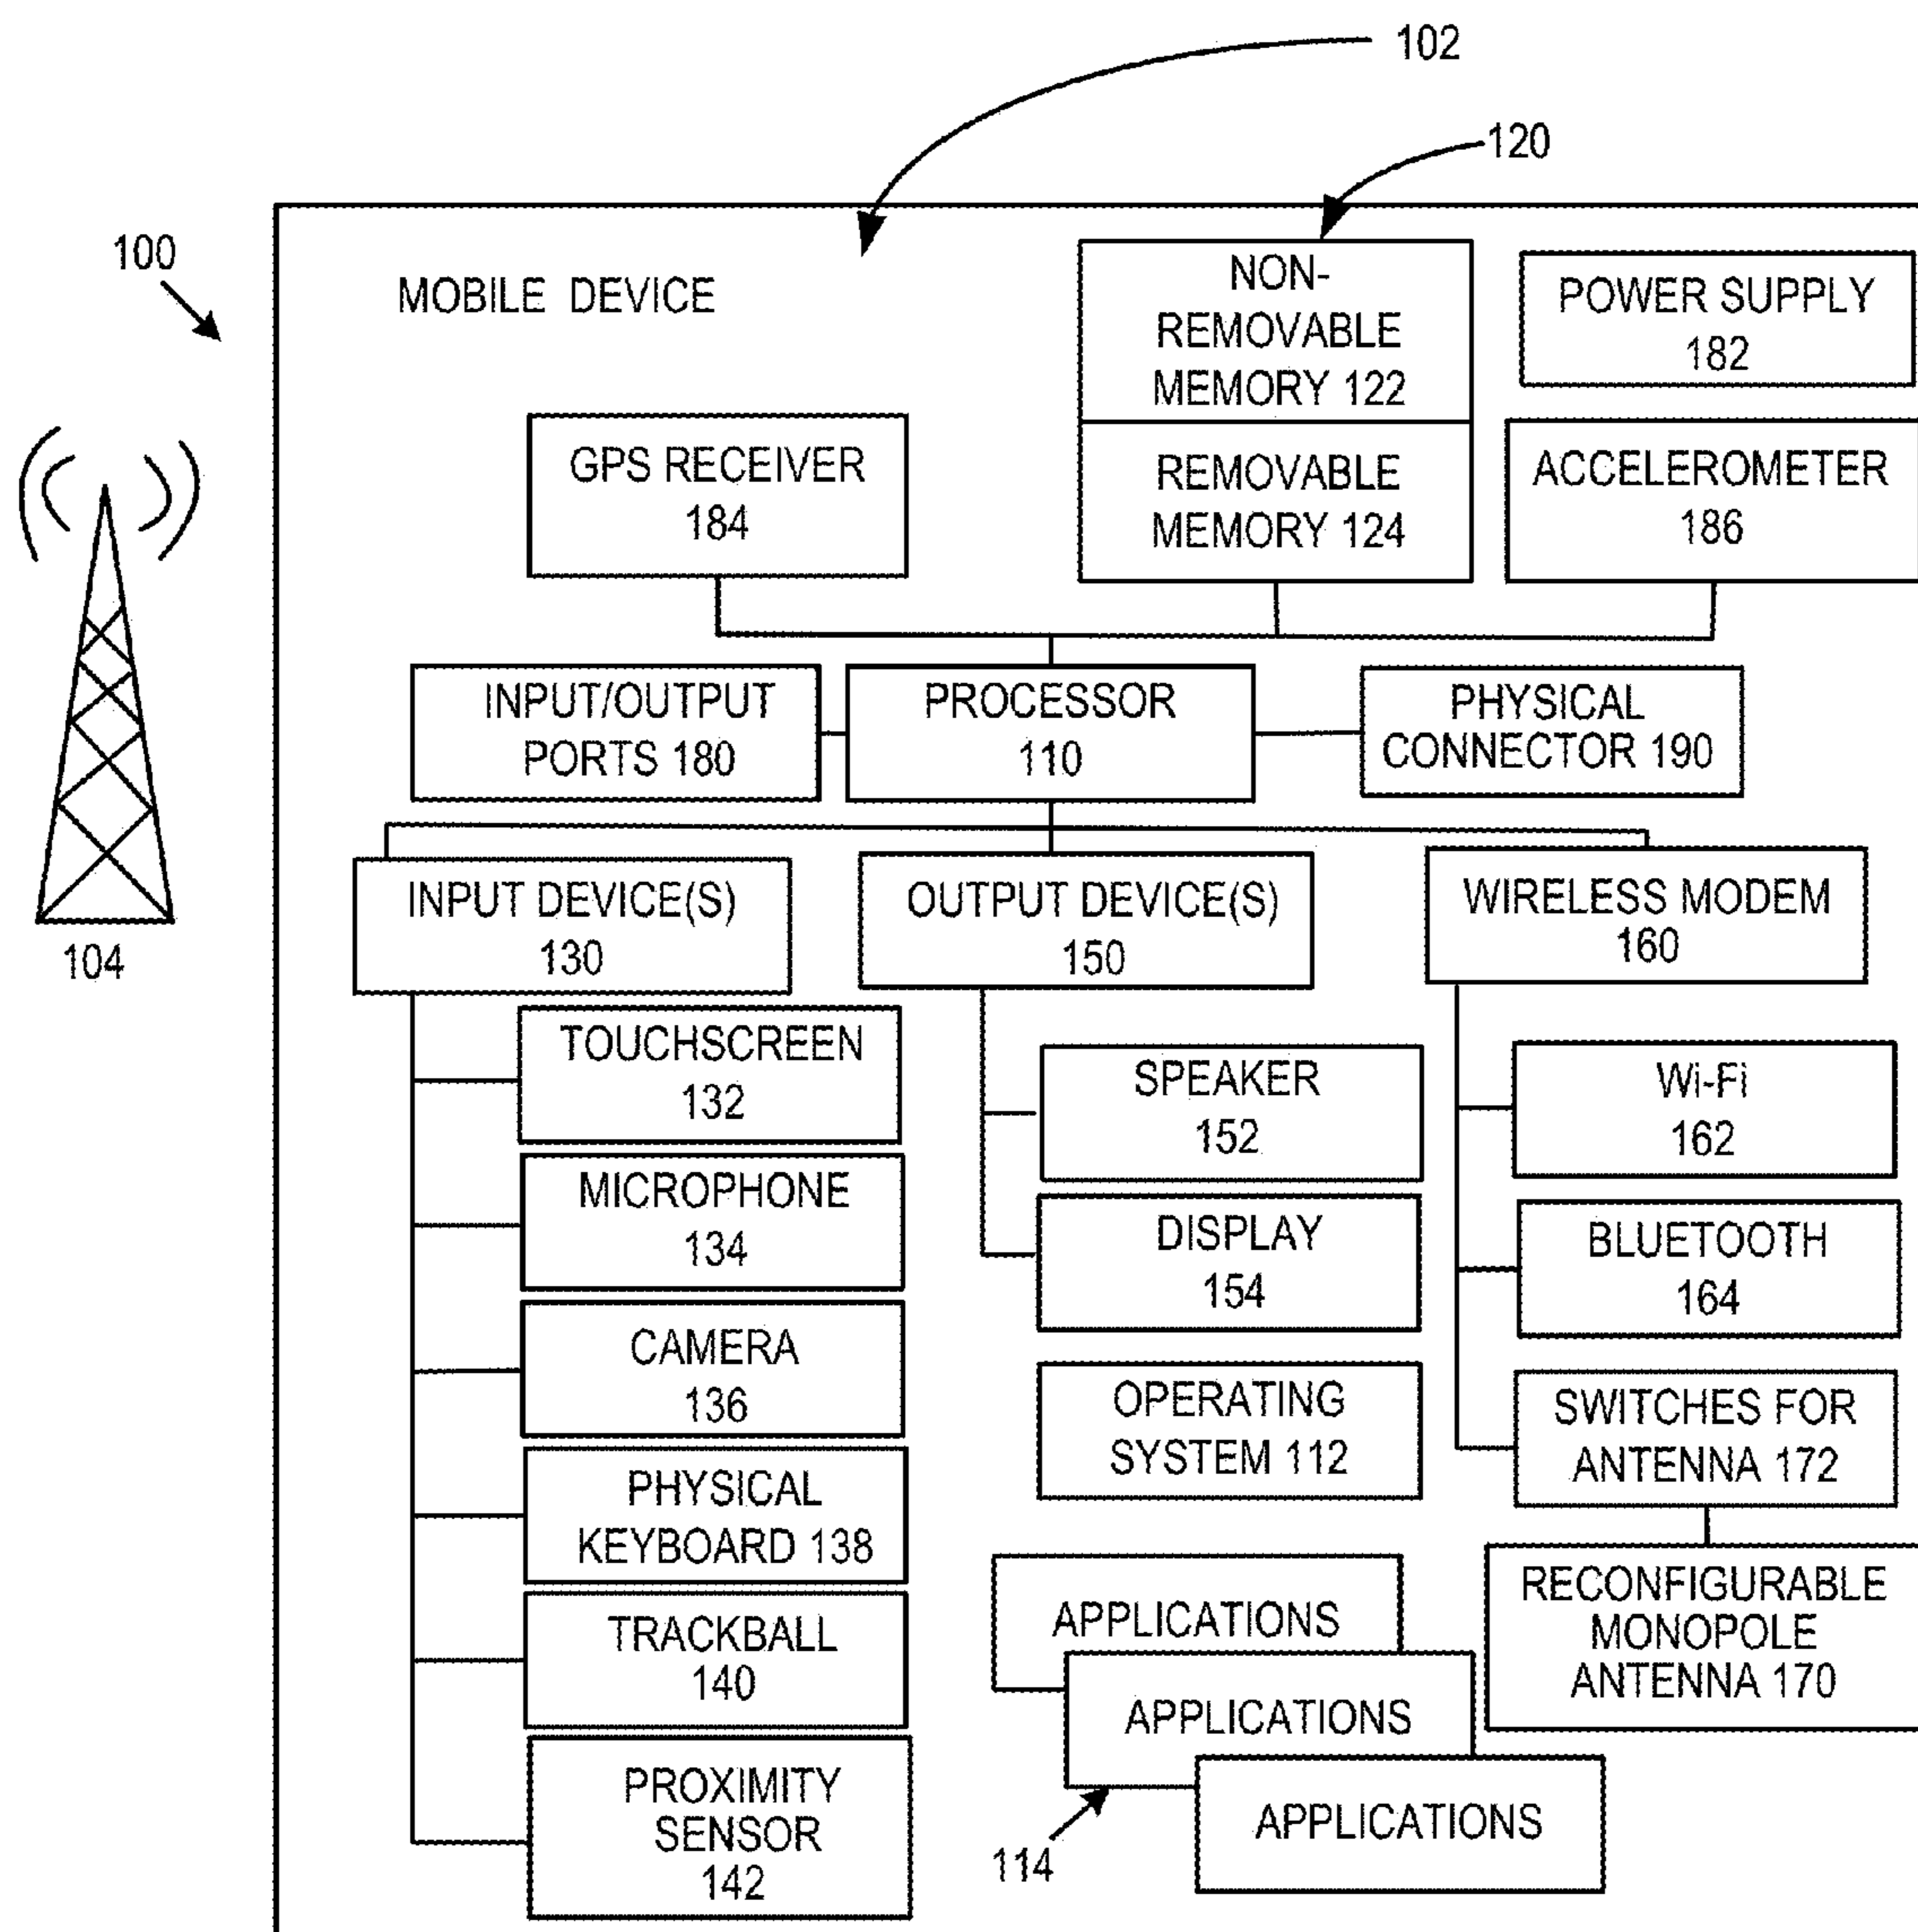 102
120
100
MOBILE DEVICE
NON-
REMOVABLE
MEMORY 122
POWER SUPPLY
182
GPS RECEIVER
184
REMOVABLE
MEMORY 124
ACCELEROMETER
186
INPUT/OUTPUT
PORTS 180
PROCESSOR
110
PHYSICAL
CONNECTOR 190
104
INPUT DEVICE(S)
130
OUTPUT DEVICE(S)
150
WIRELESS MODEM
160
TOUCHSCREEN
132
MICROPHONE
134
CAMERA
136
PHYSICAL
KEYBOARD 138
TRACKBALL
140
PROXIMITY
SENSOR
142
SPEAKER
152
DISPLAY
154
OPERATING
SYSTEM 112
APPLICATIONS
APPLICATIONS
APPLICATIONS
114
Wi-Fi
162
BLUETOOTH
164
SWITCHES FOR
ANTENNA 172
RECONFIGURABLE
MONOPOLE
ANTENNA 170